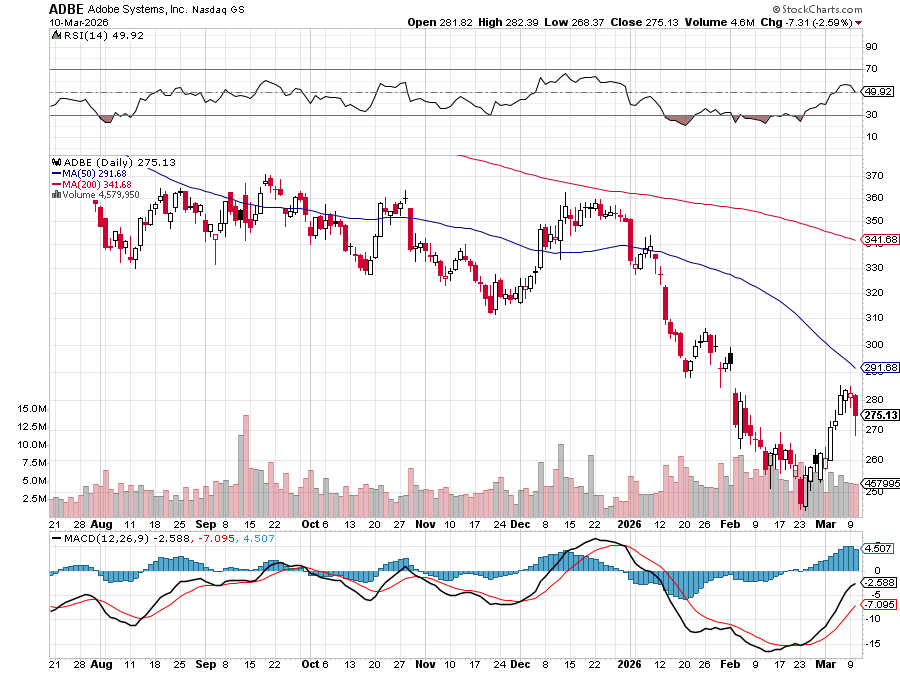 ADBE Adobe Systems, Inc. Nasdaq GS © StockCharts.com
10-Mar-2026 Open 281.82 High 282.39 Low 268.37 Close 275.13 Volume 4.6M Chg -7.31 (-2.59%)
RSI(14) 49.92
90
70
49.92
30
10
ADBE (Daily) 275.13
MA(50) 291.68
MA(200) 341.68
Volume 4,579,950
370
360
350
341.68
330
320
310
300
291.68
280
275.13
270
260
457995
250
15.0M
12.5M
10.0M
7.5M
5.0M
2.5M
21 28 Aug 11 18 25 Sep 8 15 22 Oct 6 13 20 27 Nov 10 17 24 Dec 8 15 22 2026 12 20 26 Feb 9 17 23 Mar 9
MACD(12,26,9) -2.588, -7.095, 4.507
4.507
0
-2.588
-5
-7.095
-10
-15
21 28 Aug 11 18 25 Sep 8 15 22 Oct 6 13 20 27 Nov 10 17 24 Dec 8 15 22 2026 12 20 26 Feb 9 17 23 Mar 9